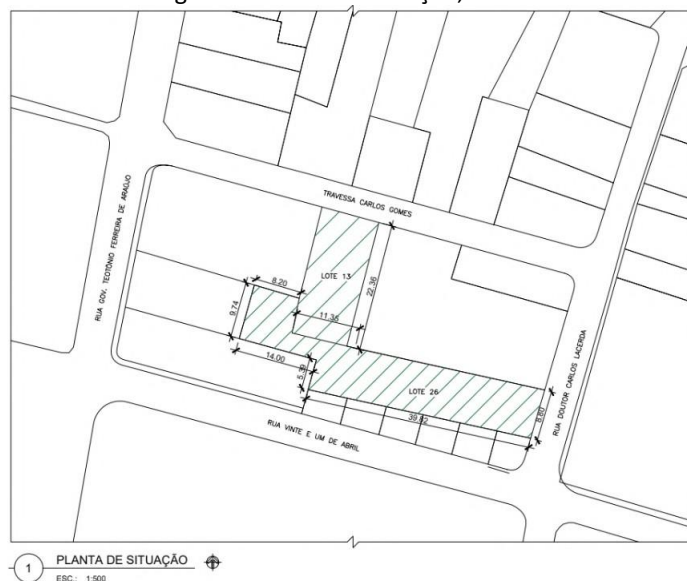 TRAVESSA CARLOS GOMES
RUA GOV. TEOTÔNIO FERREIRA DE ARAÚJO
LOTE 13
8.20
22.36
9.74
11.35
14.00
5.39
LOTE 26
39.82
8.60
RUA DOUTOR CARLOS LACERDA
RUA VINTE E UM DE ABRIL
1
PLANTA DE SITUAÇÃO
ESC.: 1:500